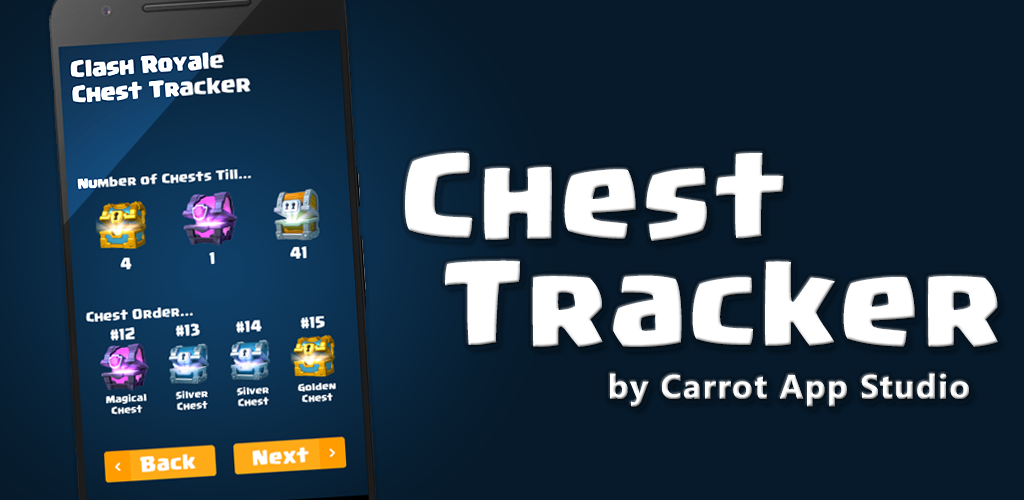 Clash Royale
Chest Tracker
Number of Chests Till...
4 1 41
Chest Order...
#12 #13 #14 #15
Magical Chest
Silver Chest
Silver Chest
Golden Chest
‹ Back
Next ›
Chest
Tracker
by Carrot App Studio